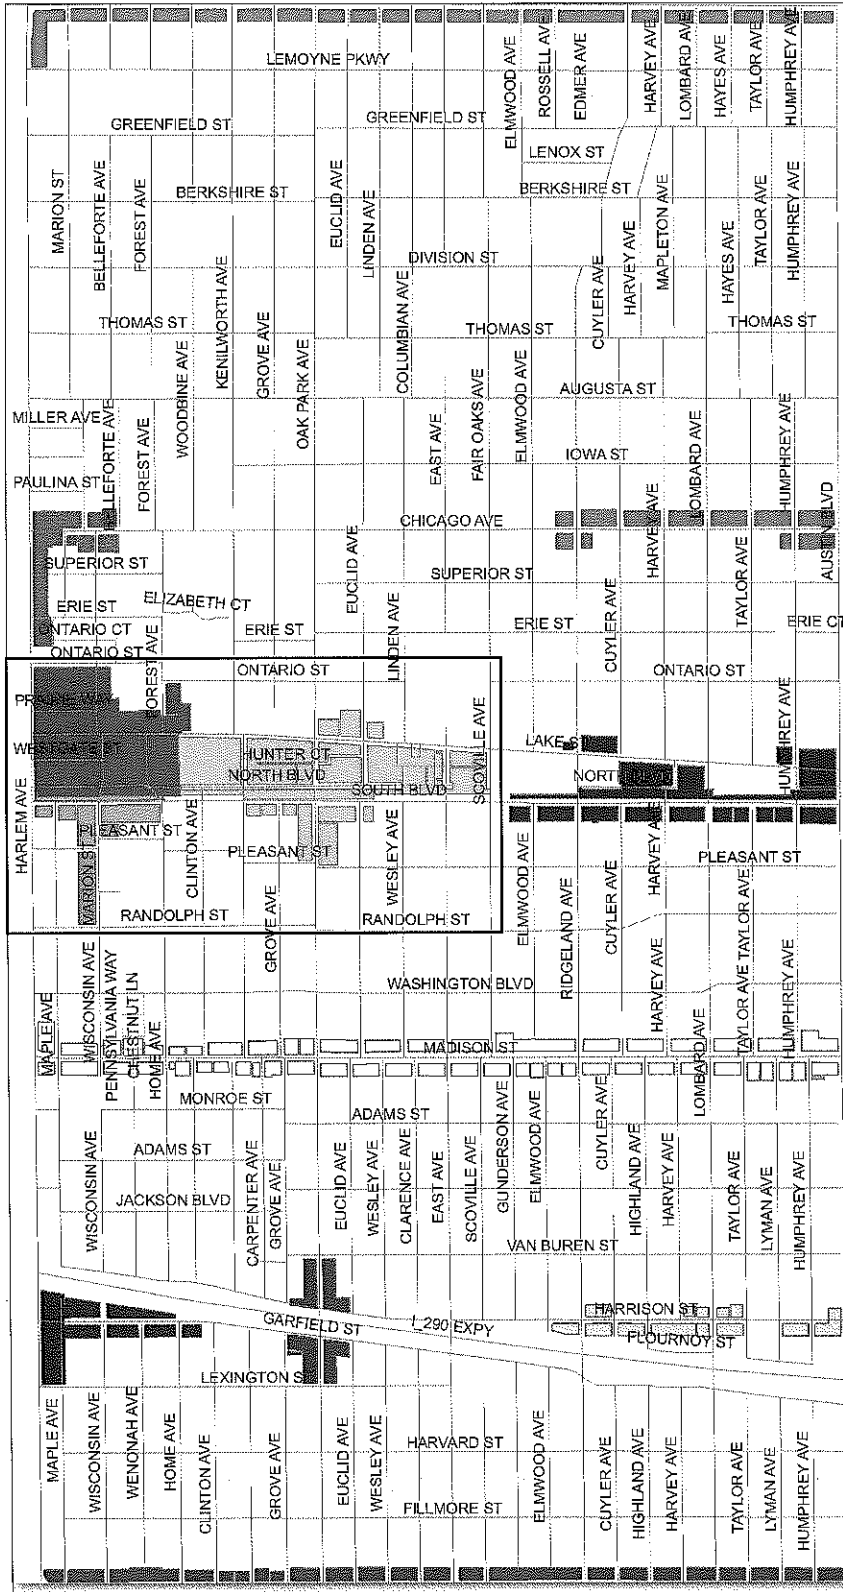 LEMOYNE PKWY
ELMWOOD AVE
ROSSELL AVE
EDMER AVE
HARVEY AVE
LOMBARD AVE
HAYES AVE
TAYLOR AVE
HUMPHREY AVE
GREENFIELD ST
GREENFIELD ST
LENOX ST
MARION ST
BELLEFORTE AVE
FOREST AVE
BERKSHIRE ST
EUCLID AVE
LINDEN AVE
BERKSHIRE ST
HARVEY AVE
MAPLETON AVE
HAYES AVE
TAYLOR AVE
HUMPHREY AVE
DIVISION ST
THOMAS ST
KENILWORTH AVE
COLUMBIAN AVE
THOMAS ST
CUYLER AVE
THOMAS ST
WOODBINE AVE
GROVE AVE
OAK PARK AVE
FAIR OAKS AVE
ELMWOOD AVE
AUGUSTA ST
MILLER AVE
BELLEFORTE AVE
FOREST AVE
EAST AVE
IOWA ST
LOMBARD AVE
HUMPHREY AVE
PAULINA ST
CHICAGO AVE
HARVEY AVE
SUPERIOR ST
EUCLID AVE
SUPERIOR ST
TAYLOR AVE
ERIE ST
ELIZABETH CT
ONTARIO CT
ERIE ST
LINDEN AVE
ERIE ST
CUYLER AVE
ERIE CT
ONTARIO ST
FOREST AVE
ONTARIO ST
ONTARIO ST
PRAIRIE WAY
SCOVILLE AVE
LAKE ST
HUMPHREY AVE
HUNTER CT
NORTH BLVD
SOUTH BLVD
HARLEM AVE
PLEASANT ST
MARION ST
CLINTON AVE
PLEASANT ST
WESLEY AVE
ELMWOOD AVE
RIDGELAND AVE
CUYLER AVE
HARVEY AVE
PLEASANT ST
RANDOLPH ST
GROVE AVE
RANDOLPH ST
MAPLE AVE
WISCONSIN AVE
PENNSYLVANIA WAY
CHESTNUT LN
HOME AVE
WASHINGTON BLVD
HARVEY AVE
LOMBARD AVE
TAYLOR AVE
TAYLOR AVE
HUMPHREY AVE
MADISON ST
MONROE ST
ADAMS ST
ADAMS ST
WISCONSIN AVE
JACKSON BLVD
CARPENTER AVE
GROVE AVE
EUCLID AVE
WESLEY AVE
CLARENCE AVE
EAST AVE
SCOVILLE AVE
GUNDERSON AVE
ELMWOOD AVE
CUYLER AVE
HIGHLAND AVE
HARVEY AVE
TAYLOR AVE
LYMAN AVE
HUMPHREY AVE
VAN BUREN ST
GARFIELD ST
I_290 EXPY
HARRISON ST
FLOURNOY ST
MAPLE AVE
WISCONSIN AVE
WENONAH AVE
HOME AVE
CLINTON AVE
GROVE AVE
EUCLID AVE
WESLEY AVE
HARVARD ST
ELMWOOD AVE
CUYLER AVE
HIGHLAND AVE
HARVEY AVE
TAYLOR AVE
LYMAN AVE
HUMPHREY AVE
FILLMORE ST